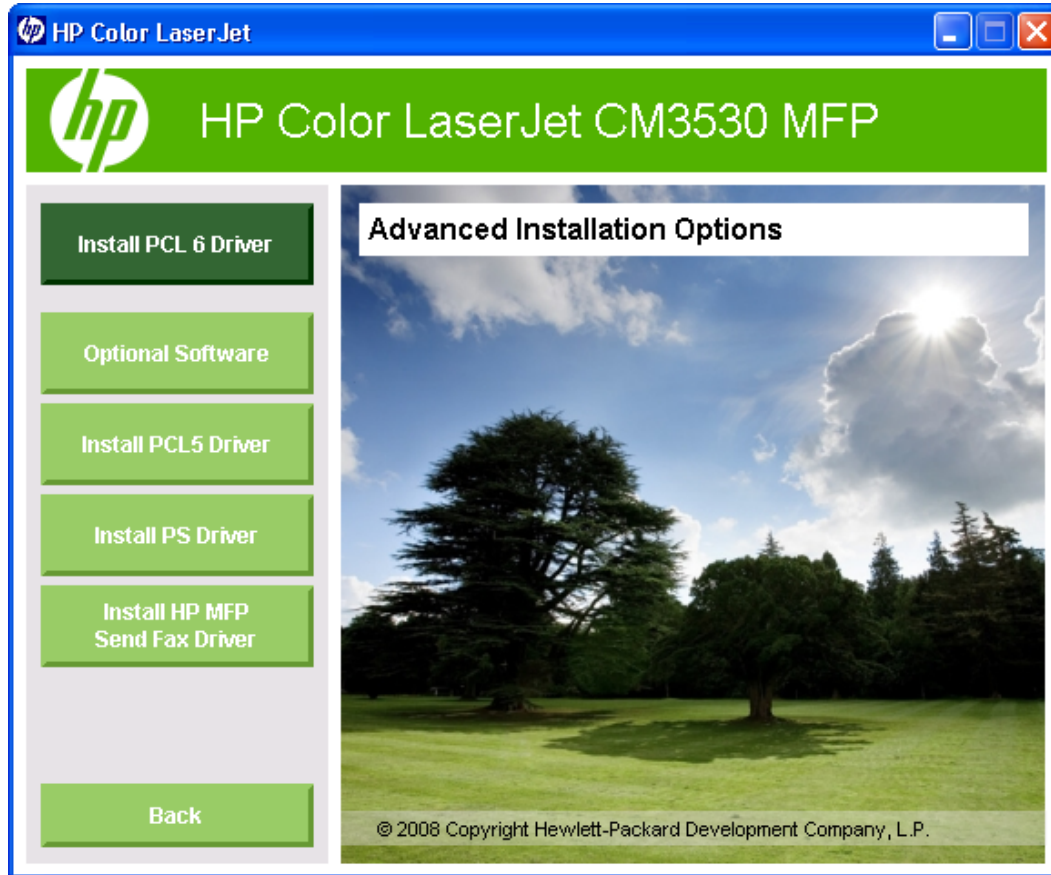 HP Color LaserJet
hp
HP Color LaserJet CM3530 MFP
Install PCL 6 Driver
Optional Software
Install PCL5 Driver
Install PS Driver
Install HP MFP
Send Fax Driver
Back
Advanced Installation Options
© 2008 Copyright Hewlett-Packard Development Company, L.P.